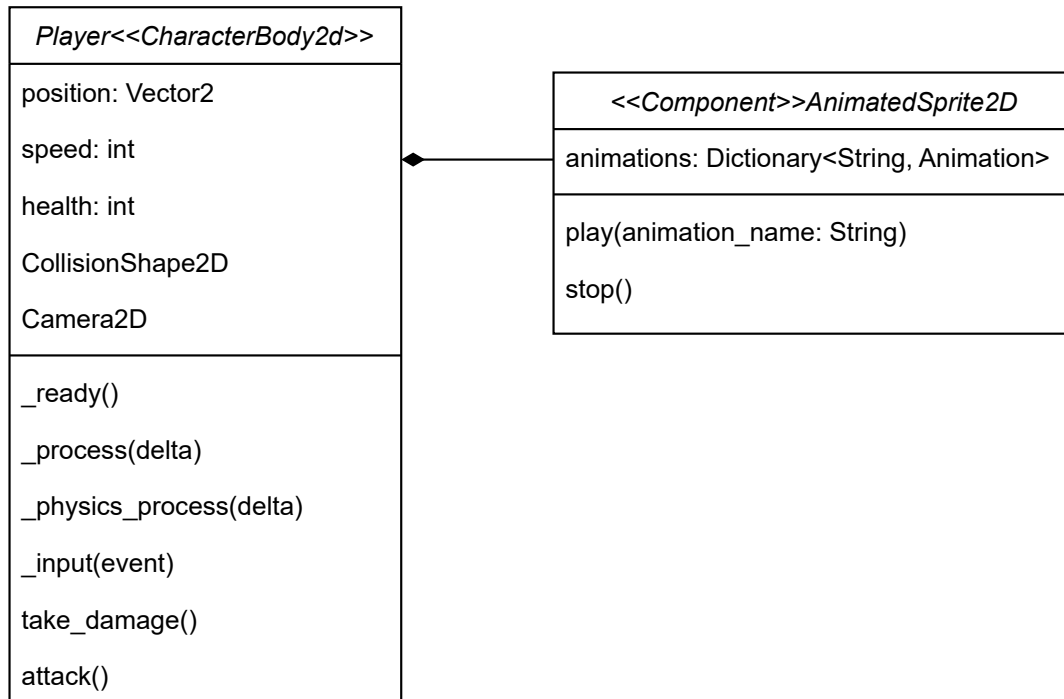 Player<<CharacterBody2d>>
position: Vector2
speed: int
health: int
CollisionShape2D
Camera2D
_ready()
_process(delta)
_physics_process(delta)
_input(event)
take_damage()
attack()
<<Component>>AnimatedSprite2D
animations: Dictionary<String, Animation>
play(animation_name: String)
stop()